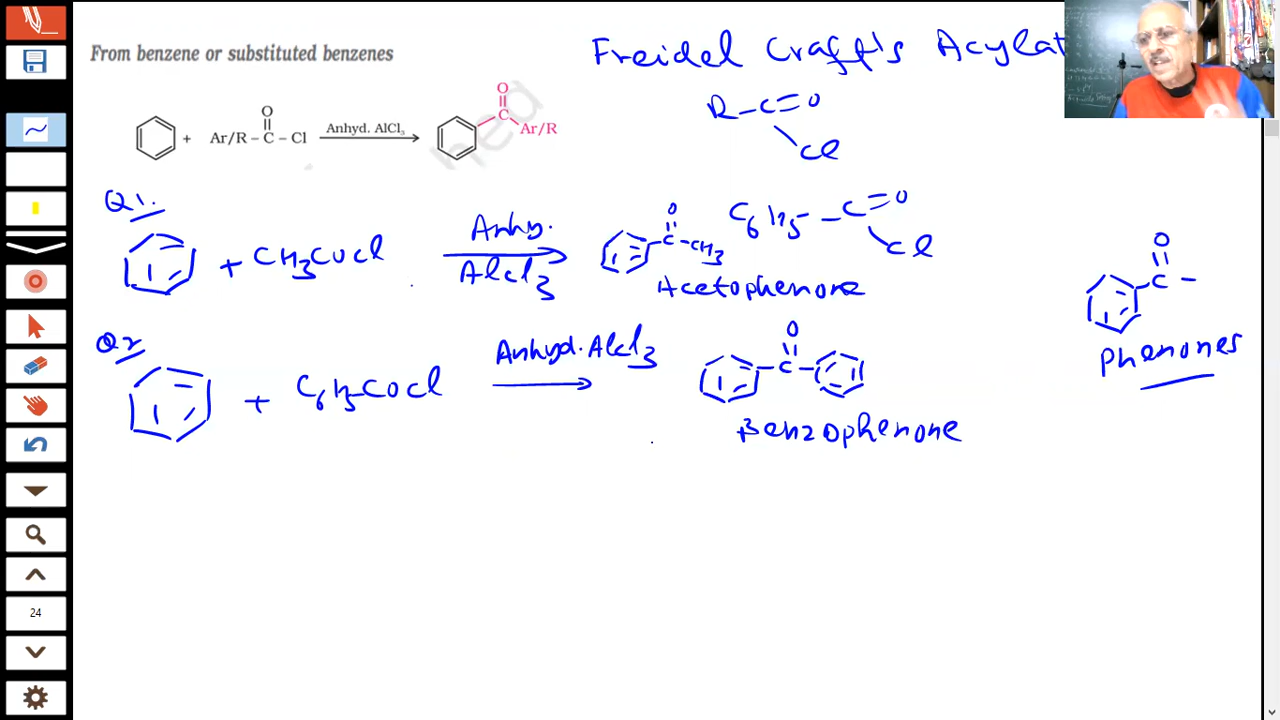 From benzene or substituted benzenes
Freidel Craft's Acylat
R-C=O
Cl
+ Ar/R-C-Cl
O
Anhyd. AlCl3
O
C
Ar/R
Q1.
+ CH3COCl
Anhy.
AlCl3
O
C-CH3
Acetophenone
C6H5-C=O
Cl
O
C-
Phenones
Q2
+ C6H5COCl
Anhyd. AlCl3
O
C
Benzophenone
24